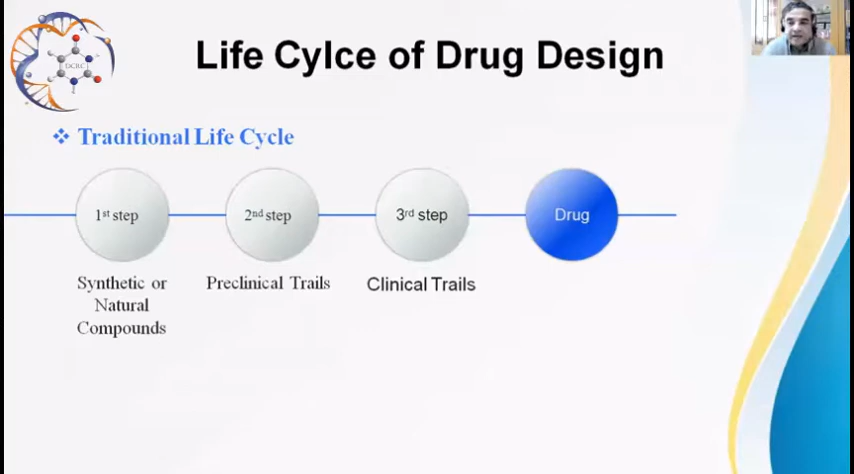 Life Cylce of Drug Design
DCRC
❖ Traditional Life Cycle
1st step
2nd step
3rd step
Drug
Synthetic or
Natural
Compounds
Preclinical Trails
Clinical Trails